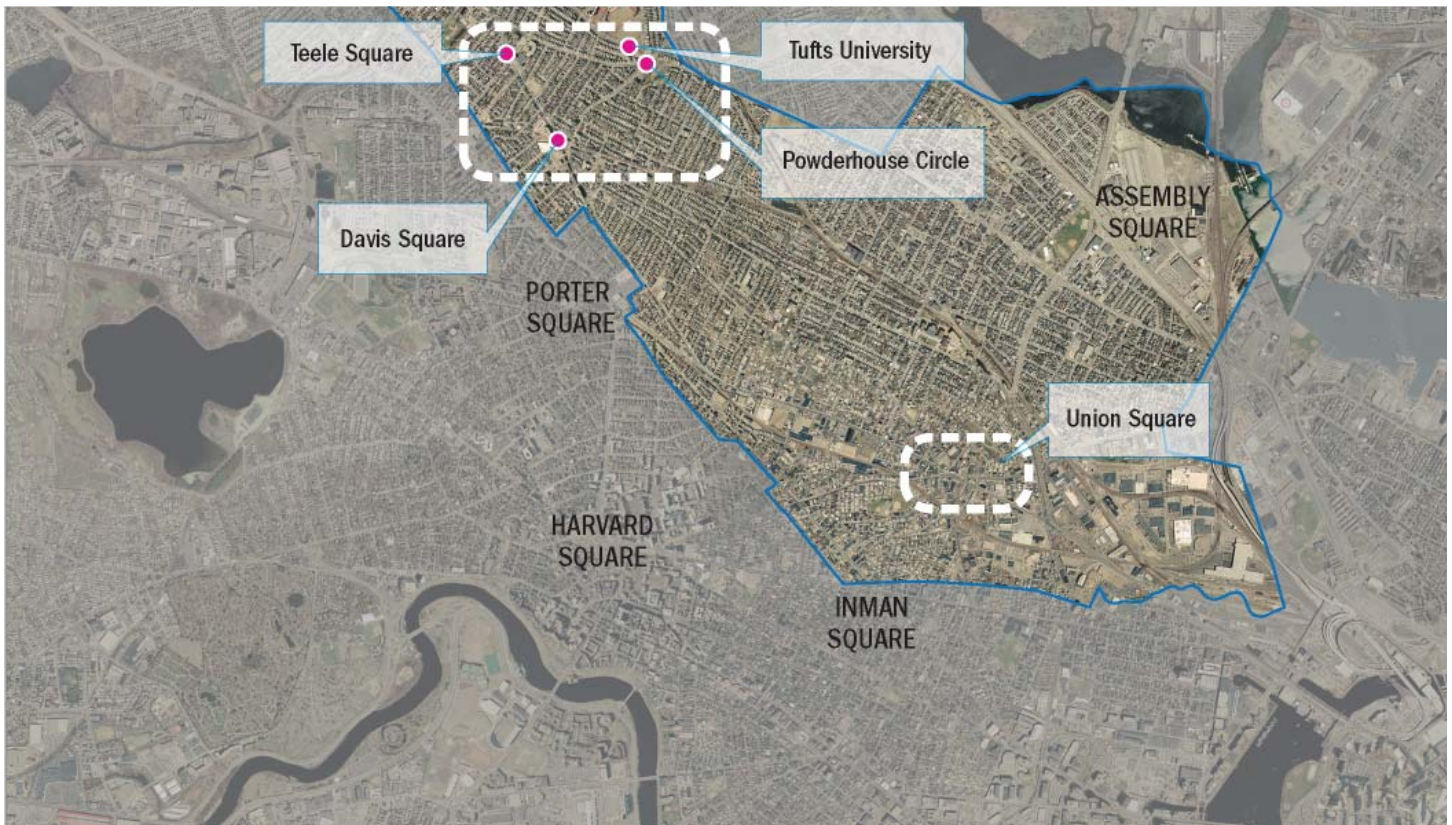 Teele Square
Tufts University
Powderhouse Circle
Davis Square
ASSEMBLY
SQUARE
PORTER
SQUARE
Union Square
HARVARD
SQUARE
INMAN
SQUARE